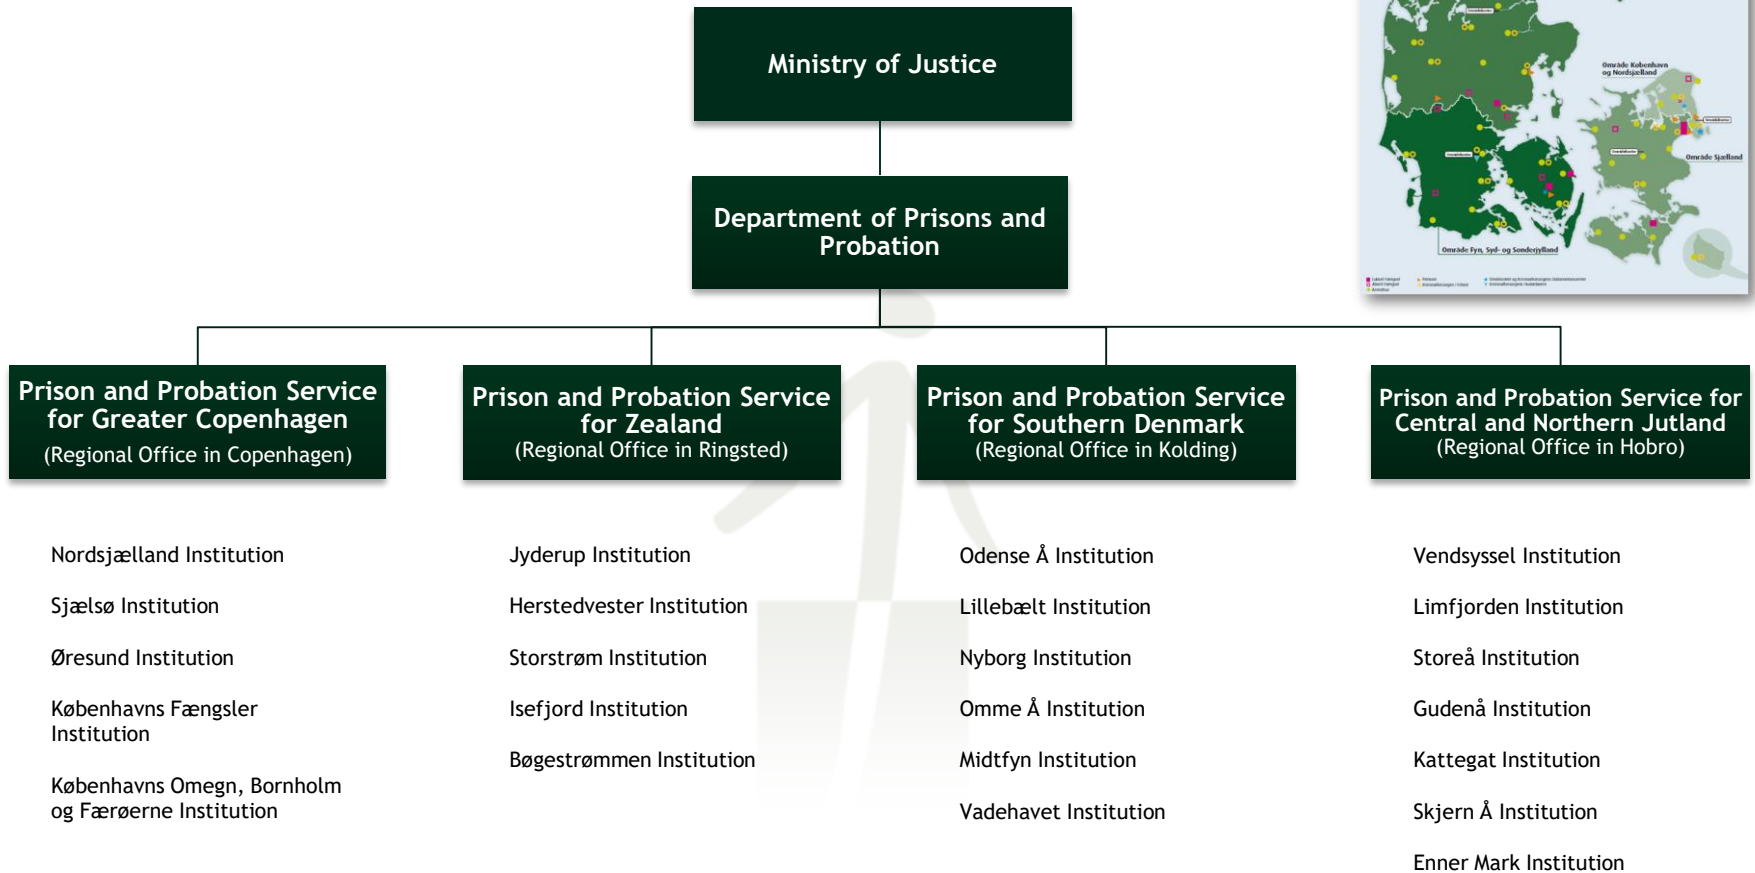 Ministry of Justice
Department of Prisons and
Probation
Område København
og Nordsjælland
Område Sjælland
Område Fyn, Syd- og Sønderjylland
Prison and Probation Service
for Greater Copenhagen
(Regional Office in Copenhagen)
Prison and Probation Service
for Zealand
(Regional Office in Ringsted)
Prison and Probation Service
for Southern Denmark
(Regional Office in Kolding)
Prison and Probation Service for
Central and Northern Jutland
(Regional Office in Hobro)
Nordsjælland Institution
Sjælsø Institution
Øresund Institution
Københavns Fængsler
Institution
Københavns Omegn, Bornholm
og Færøerne Institution
Jyderup Institution
Herstedvester Institution
Storstrøm Institution
Isefjord Institution
Bøgestrømmen Institution
Odense Å Institution
Lillebælt Institution
Nyborg Institution
Omme Å Institution
Midtfyn Institution
Vadehavet Institution
Vendsyssel Institution
Limfjorden Institution
Storeå Institution
Gudenå Institution
Kattegat Institution
Skjern Å Institution
Enner Mark Institution